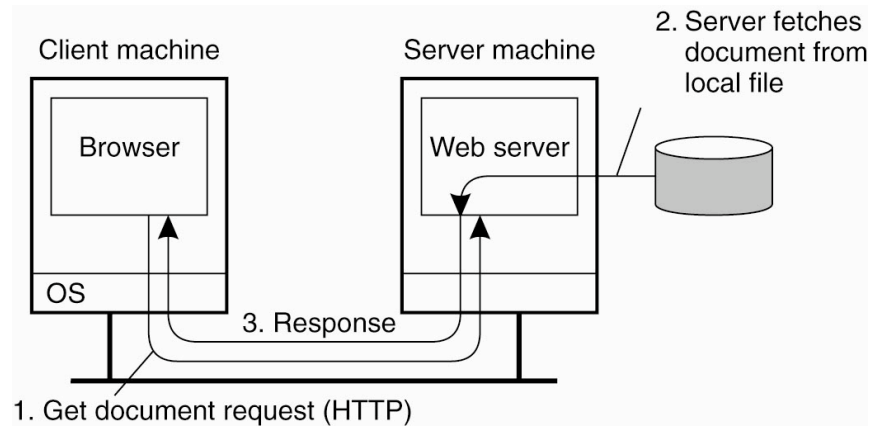 Client machine
Server machine
2. Server fetches
document from
local file
Browser
Web server
OS
3. Response
1. Get document request (HTTP)